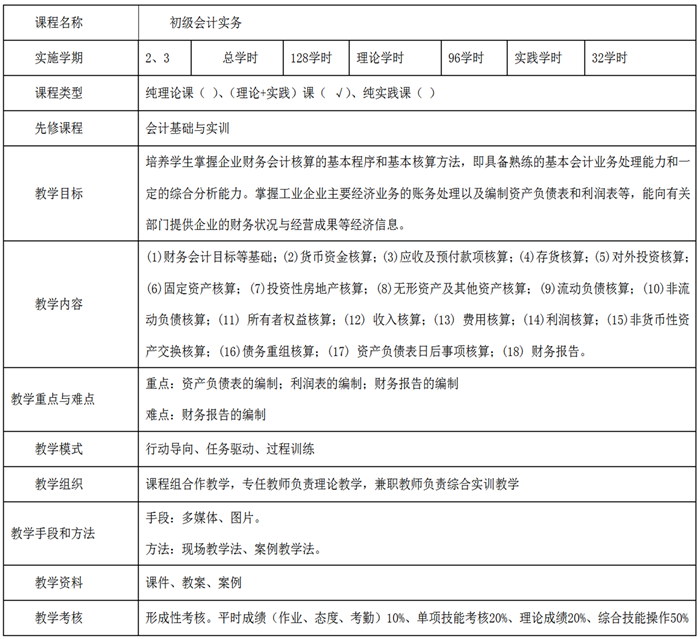 课程名称 初级会计实务
实施学期 2、3 总学时 128学时 理论学时 96学时 实践学时 32学时
课程类型 纯理论课（ ）、（理论+实践）课（ √ ）、纯实践课（ ）
先修课程 会计基础与实训
教学目标
培养学生掌握企业财务会计核算的基本程序和基本核算方法，即具备熟练的基本会计业务处理能力和一
定的综合分析能力。掌握工业企业主要经济业务的账务处理以及编制资产负债表和利润表等，能向有关
部门提供企业的财务状况与经营成果等经济信息。
教学内容
(1)财务会计目标等基础；(2)货币资金核算；(3)应收及预付款项核算；(4)存货核算；(5)对外投资核算；
(6)固定资产核算；(7)投资性房地产核算；(8)无形资产及其他资产核算；(9)流动负债核算；(10)非流
动负债核算；(11) 所有者权益核算；(12) 收入核算；(13) 费用核算；(14)利润核算；(15)非货币性资
产交换核算；(16)债务重组核算；(17) 资产负债表日后事项核算；(18) 财务报告。
教学重点与难点
重点：资产负债表的编制；利润表的编制；财务报告的编制
难点：财务报告的编制
教学模式 行动导向、任务驱动、过程训练
教学组织 课程组合作教学，专任教师负责理论教学，兼职教师负责综合实训教学
教学手段和方法
手段：多媒体、图片。
方法：现场教学法、案例教学法。
教学资料 课件、教案、案例
教学考核 形成性考核。平时成绩（作业、态度、考勤）10%、单项技能考核20%、理论成绩20%、综合技能操作50%